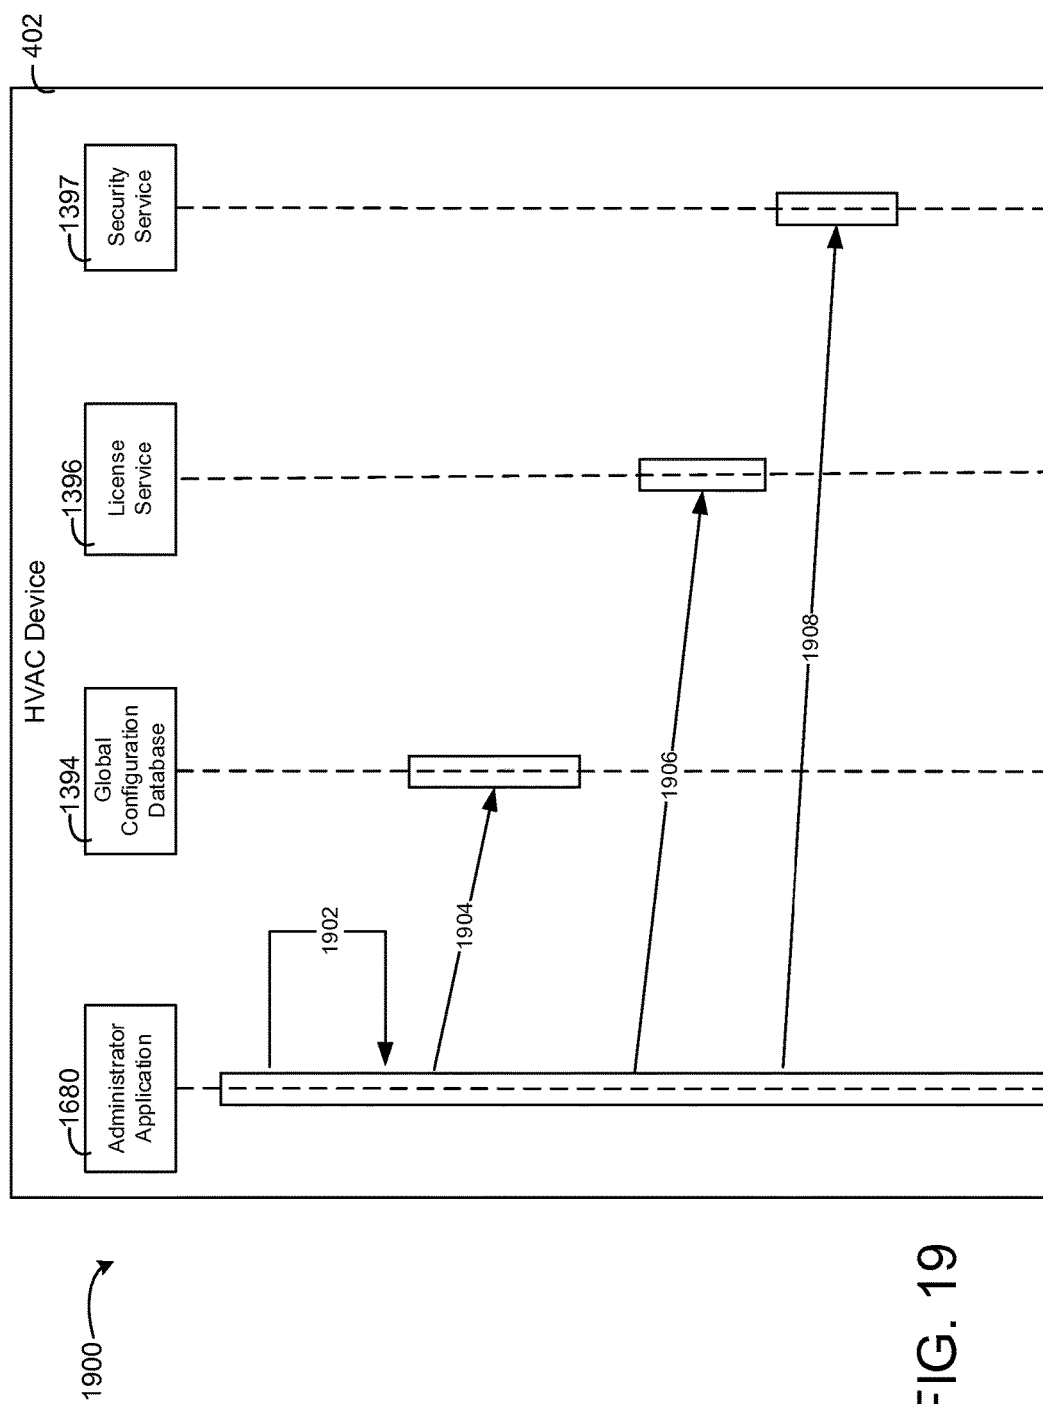 402
HVAC Device
1680
Administrator
Application
1394
Global
Configuration
Database
1396
License
Service
1397
Security
Service
1902
1904
1906
1908
1900
FIG. 19